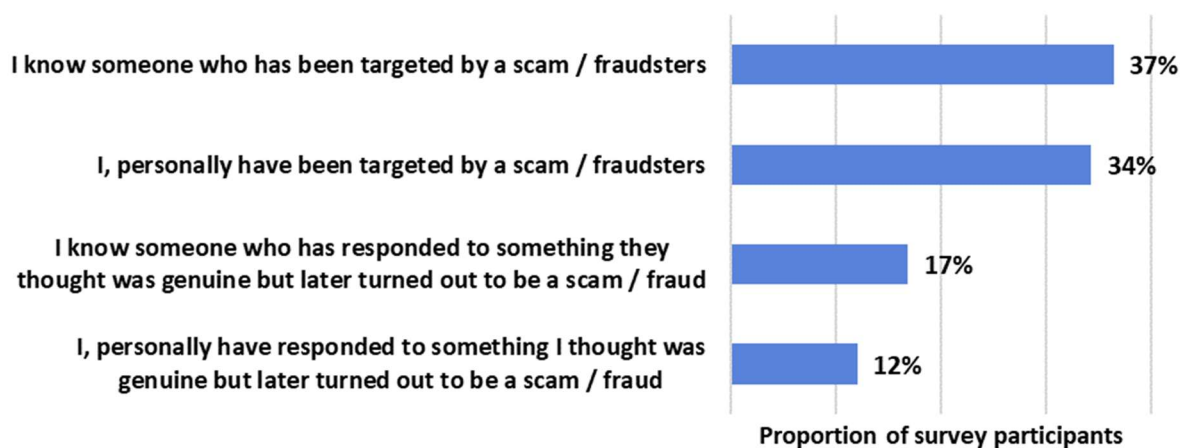 I know someone who has been targeted by a scam / fraudsters
37%
I, personally have been targeted by a scam / fraudsters
34%
I know someone who has responded to something they
thought was genuine but later turned out to be a scam / fraud
17%
I, personally have responded to something I thought was
genuine but later turned out to be a scam / fraud
12%
Proportion of survey participants